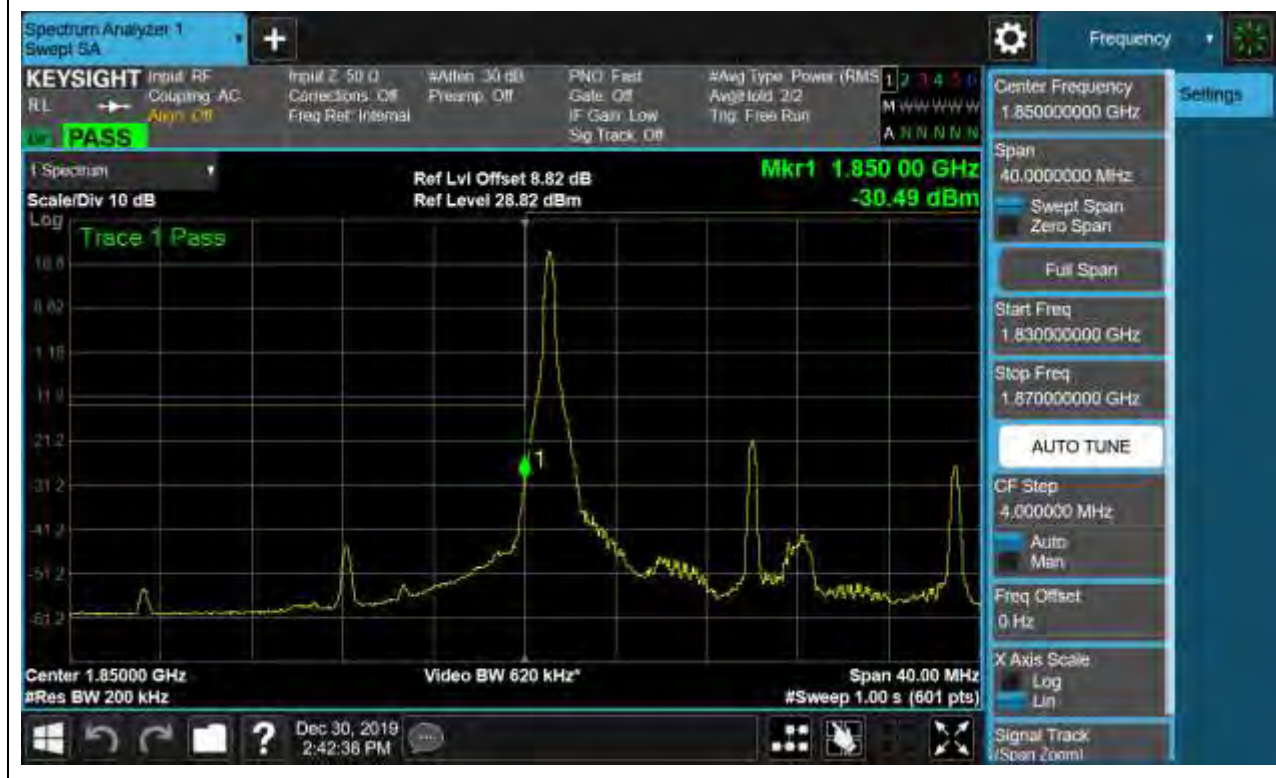 Spectrum Analyzer 1
Swept SA
+
Frequency
KEYSIGHT
RL
PASS
Input: RF
Coupling: AC
Align: Off
Input Z: 50 Ω
Corrections: Off
Freq Ref: Internal
#Atten: 30 dB
Preamp: Off
PNO: Fast
Gate: Off
IF Gain: Low
Sig Track: Off
#Avg Type: Power (RMS
Avg|Hold: 2/2
Trig: Free Run
1 2 3 4 5 6
M W W W W W
A N N N N N
1 Spectrum
Scale/Div 10 dB
Ref Lvl Offset 8.82 dB
Ref Level 28.82 dBm
Mkr1 1.850 00 GHz
-30.49 dBm
Log
Trace 1 Pass
18.8
8.82
-1.18
-11.2
-21.2
-31.2
-41.2
-51.2
-61.2
1
Center 1.85000 GHz
#Res BW 200 kHz
Video BW 620 kHz*
Span 40.00 MHz
#Sweep 1.00 s (601 pts)
Center Frequency
1.850000000 GHz
Settings
Span
40.0000000 MHz
Swept Span
Zero Span
Full Span
Start Freq
1.830000000 GHz
Stop Freq
1.870000000 GHz
AUTO TUNE
CF Step
4.000000 MHz
Auto
Man
Freq Offset
0 Hz
X Axis Scale
Log
Lin
Signal Track
(Span Zoom)
?
Dec 30, 2019
2:42:36 PM